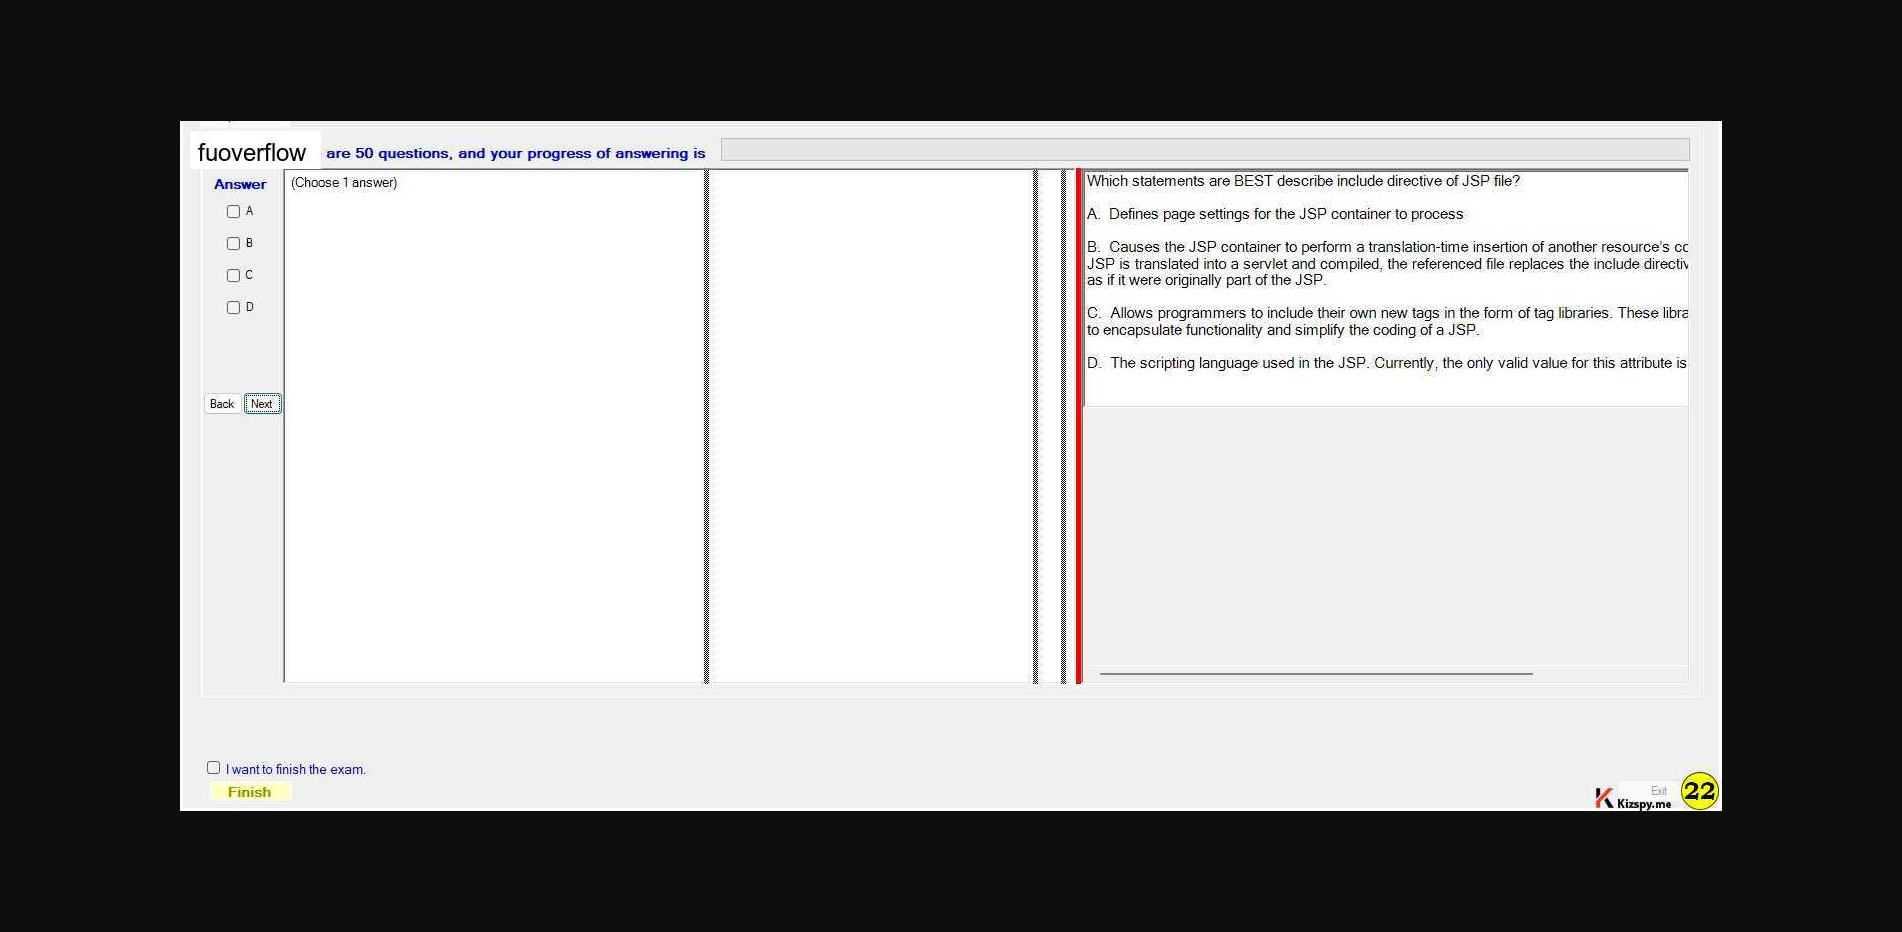 fuoverflow are 50 questions, and your progress of answering is
Answer
(Choose 1 answer)
A
B
C
D
Back Next
Which statements are BEST describe include directive of JSP file?
A. Defines page settings for the JSP container to process
B. Causes the JSP container to perform a translation-time insertion of another resource's cc
JSP is translated into a servlet and compiled, the referenced file replaces the include directiv
as if it were originally part of the JSP.
C. Allows programmers to include their own new tags in the form of tag libraries. These libra
to encapsulate functionality and simplify the coding of a JSP.
D. The scripting language used in the JSP. Currently, the only valid value for this attribute is
I want to finish the exam.
Finish
Exit
Kizspy.me
22